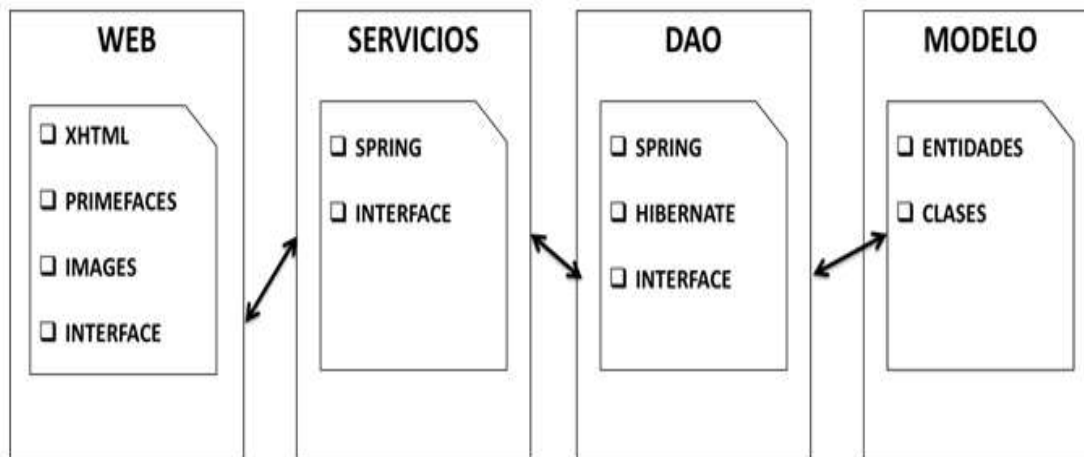 WEB
XHTML
PRIMEFACES
IMAGES
INTERFACE
SERVICIOS
SPRING
INTERFACE
DAO
SPRING
HIBERNATE
INTERFACE
MODELO
ENTIDADES
CLASES